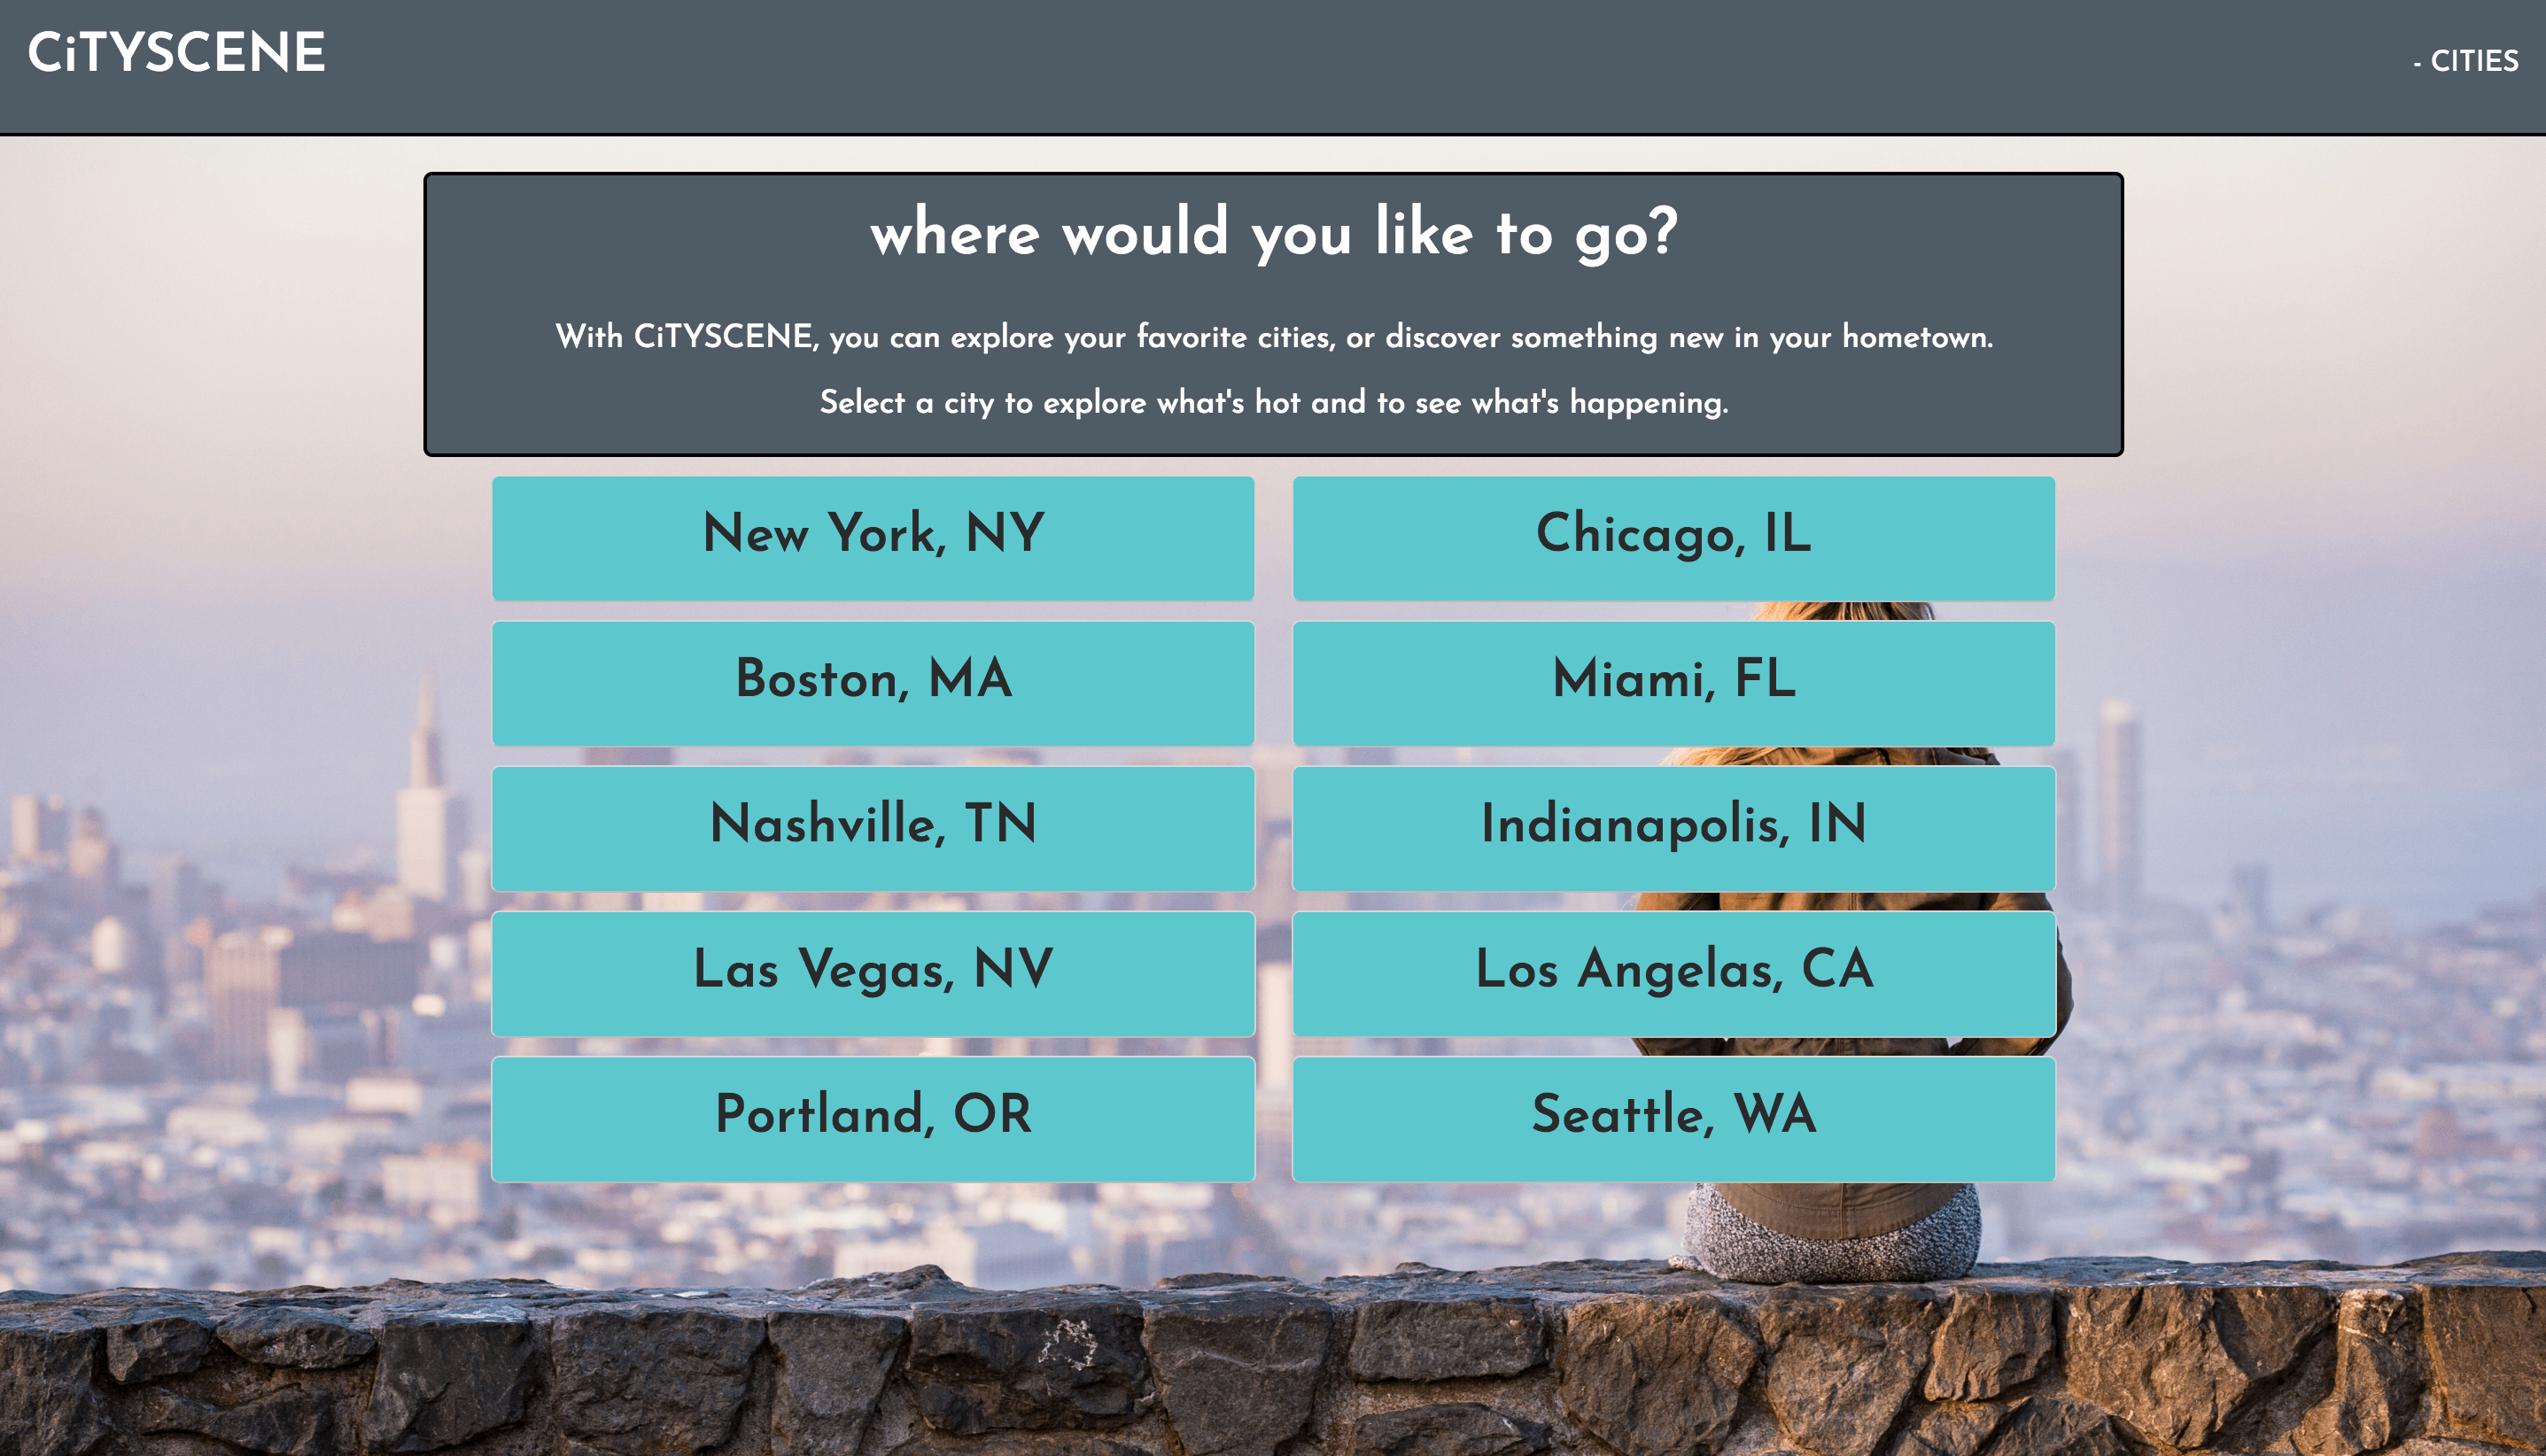 CiTYSCENE
- CITIES
where would you like to go?
With CiTYSCENE, you can explore your favorite cities, or discover something new in your hometown.
Select a city to explore what's hot and to see what's happening.
New York, NY
Chicago, IL
Boston, MA
Miami, FL
Nashville, TN
Indianapolis, IN
Las Vegas, NV
Los Angelas, CA
Portland, OR
Seattle, WA